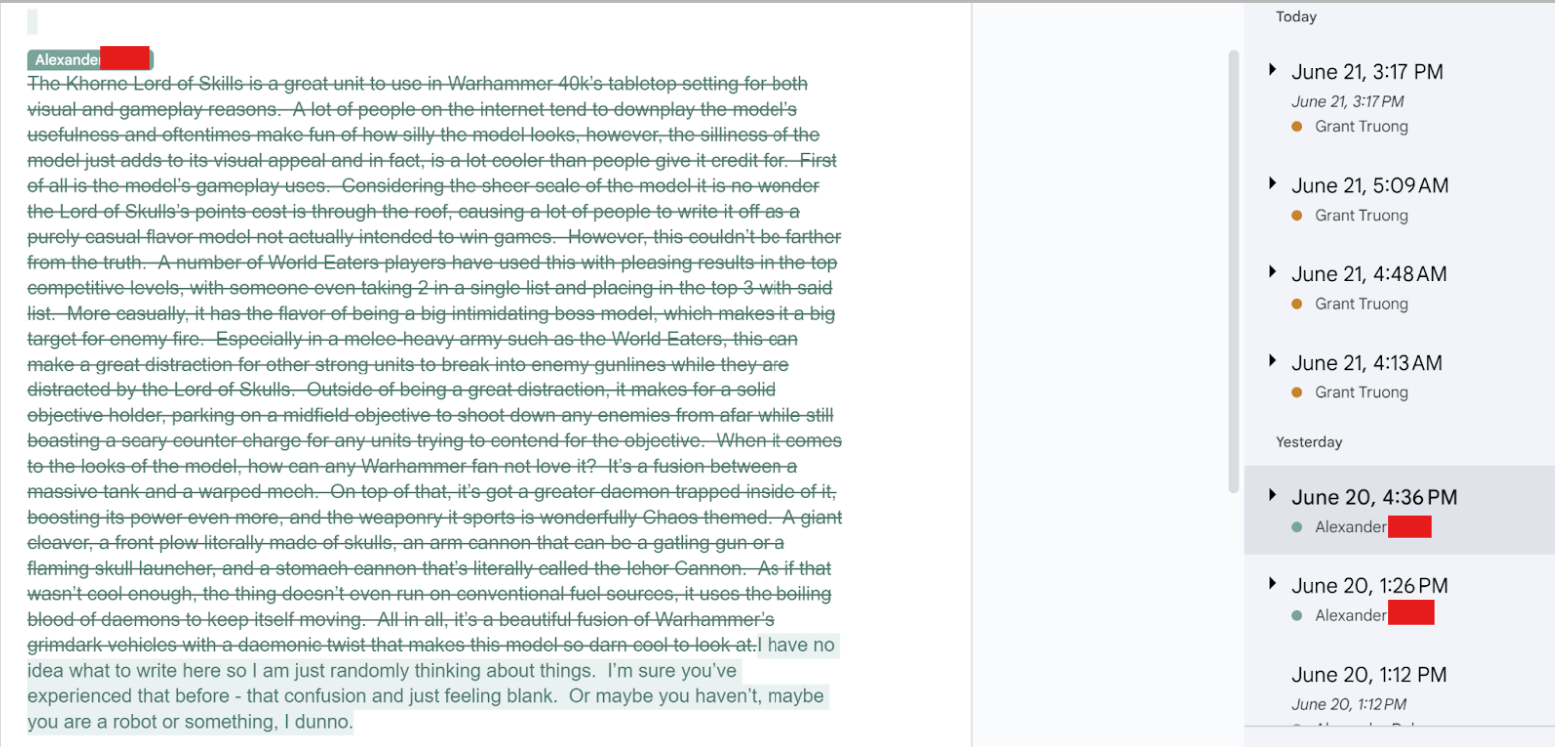 Alexande
The Khorne Lord of Skills is a great unit to use in Warhammer 40k's tabletop setting for both
visual and gameplay reasons.  A lot of people on the internet tend to downplay the model's
usefulness and oftentimes make fun of how silly the model looks, however, the silliness of the
model just adds to its visual appeal and in fact, is a lot cooler than people give it credit for.  First
of all is the model's gameplay uses.  Considering the sheer scale of the model it is no wonder
the Lord of Skulls's points cost is through the roof, causing a lot of people to write it off as a
purely casual flavor model not actually intended to win games.  However, this couldn't be farther
from the truth.  A number of World Eaters players have used this with pleasing results in the top
competitive levels, with someone even taking 2 in a single list and placing in the top 3 with said
list.  More casually, it has the flavor of being a big intimidating boss model, which makes it a big
target for enemy fire.  Especially in a melee-heavy army such as the World Eaters, this can
make a great distraction for other strong units to break into enemy gunlines while they are
distracted by the Lord of Skulls.  Outside of being a great distraction, it makes for a solid
objective holder, parking on a midfield objective to shoot down any enemies from afar while still
boasting a scary counter charge for any units trying to contend for the objective.  When it comes
to the looks of the model, how can any Warhammer fan not love it?  It's a fusion between a
massive tank and a warped mech.  On top of that, it's got a greater daemon trapped inside of it,
boosting its power even more, and the weaponry it sports is wonderfully Chaos themed.  A giant
cleaver, a front plow literally made of skulls, an arm cannon that can be a gatling gun or a
flaming skull launcher, and a stomach cannon that's literally called the Ichor Cannon.  As if that
wasn't cool enough, the thing doesn't even run on conventional fuel sources, it uses the boiling
blood of daemons to keep itself moving.  All in all, it's a beautiful fusion of Warhammer's
grimdark vehicles with a daemonic twist that makes this model so darn cool to look at.I have no
idea what to write here so I am just randomly thinking about things.  I'm sure you've
experienced that before - that confusion and just feeling blank.  Or maybe you haven't, maybe
you are a robot or something, I dunno.
Today
June 21, 3:17 PM
June 21, 3:17 PM
Grant Truong
June 21, 5:09 AM
Grant Truong
June 21, 4:48 AM
Grant Truong
June 21, 4:13 AM
Grant Truong
Yesterday
June 20, 4:36 PM
Alexander
June 20, 1:26 PM
Alexander
June 20, 1:12 PM
June 20, 1:12 PM